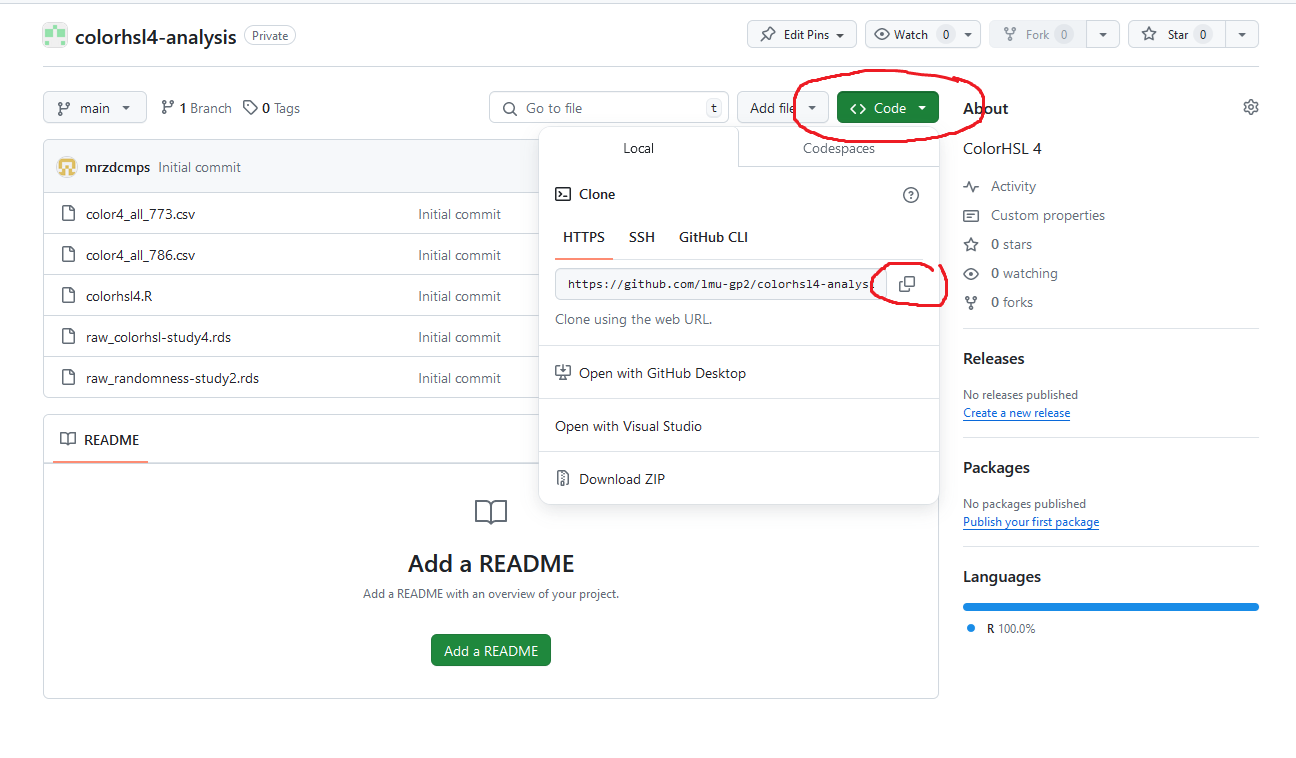 colorhsl4-analysis Private Edit Pins Watch 0 Fork 0 Star 0
main 1 Branch 0 Tags Go to file t Add file Code About
Local Codespaces
ColorHSL 4
mrzdcmps Initial commit
Clone
Activity
color4_all_773.csv Initial commit
Custom properties
HTTPS SSH GitHub CLI
0 stars
color4_all_786.csv Initial commit
0 watching
https://github.com/lmu-gp2/colorhsl4-analys
colorhsl4.R Initial commit
0 forks
Clone using the web URL.
raw_colorhsl-study4.rds Initial commit
Releases
Open with GitHub Desktop
raw_randomness-study2.rds Initial commit
No releases published
Create a new release
Open with Visual Studio
README
Packages
Download ZIP
No packages published
Publish your first package
Add a README
Languages
Add a README with an overview of your project.
R 100.0%
Add a README